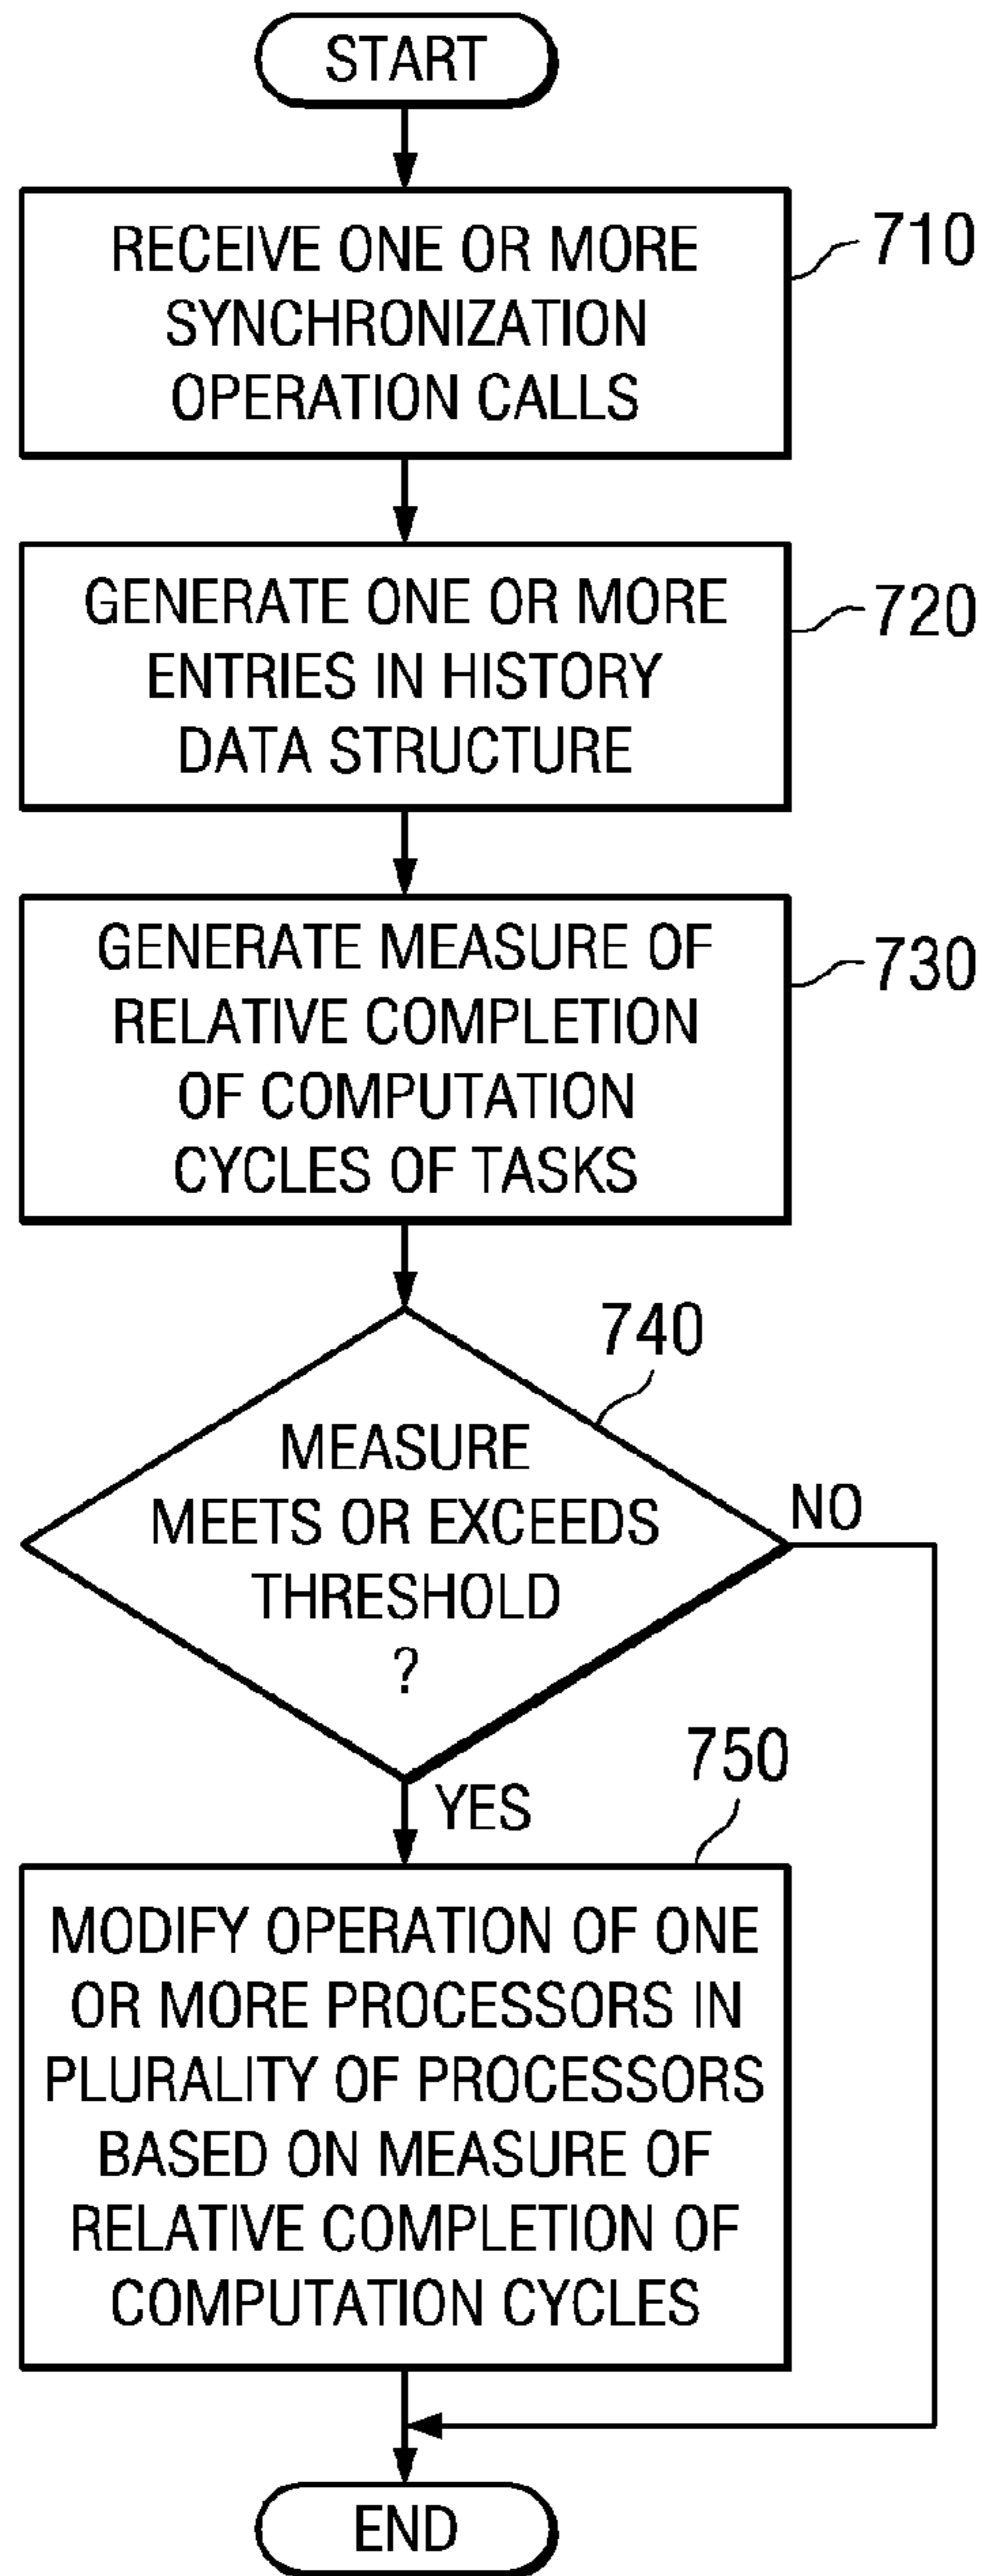 START
RECEIVE ONE OR MORE
SYNCHRONIZATION
OPERATION CALLS
710
GENERATE ONE OR MORE
ENTRIES IN HISTORY
DATA STRUCTURE
720
GENERATE MEASURE OF
RELATIVE COMPLETION
OF COMPUTATION
CYCLES OF TASKS
730
740
MEASURE
MEETS OR EXCEEDS
THRESHOLD
?
NO
YES
750
MODIFY OPERATION OF ONE
OR MORE PROCESSORS IN
PLURALITY OF PROCESSORS
BASED ON MEASURE OF
RELATIVE COMPLETION OF
COMPUTATION CYCLES
END